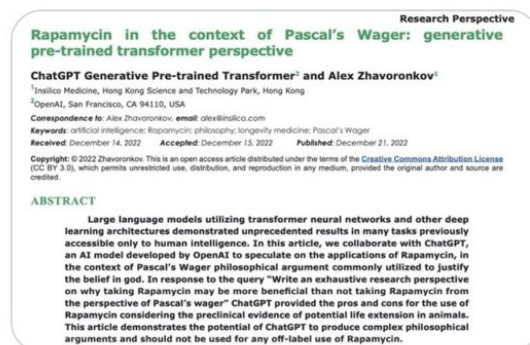 Research Perspective
Rapamycin in the context of Pascal's Wager: generative
pre-trained transformer perspective
ChatGPT Generative Pre-trained Transformer² and Alex Zhavoronkov¹
¹Insilico Medicine, Hong Kong Science and Technology Park, Hong Kong
²OpenAI, San Francisco, CA 94110, USA
Correspondence to: Alex Zhavoronkov, email: alex@insilico.com
Keywords: artificial intelligence; Rapamycin; philosophy; longevity medicine; Pascal's Wager
Received: December 14, 2022 Accepted: December 15, 2022 Published: December 21, 2022
Copyright: © 2022 Zhavoronkov. This is an open access article distributed under the terms of the Creative Commons Attribution License
(CC BY 3.0), which permits unrestricted use, distribution, and reproduction in any medium, provided the original author and source are
credited.
ABSTRACT
Large language models utilizing transformer neural networks and other deep
learning architectures demonstrated unprecedented results in many tasks previously
accessible only to human intelligence. In this article, we collaborate with ChatGPT,
an AI model developed by OpenAI to speculate on the applications of Rapamycin, in
the context of Pascal's Wager philosophical argument commonly utilized to justify
the belief in god. In response to the query "Write an exhaustive research perspective
on why taking Rapamycin may be more beneficial than not taking Rapamycin from
the perspective of Pascal's wager" ChatGPT provided the pros and cons for the use of
Rapamycin considering the preclinical evidence of potential life extension in animals.
This article demonstrates the potential of ChatGPT to produce complex philosophical
arguments and should not be used for any off-label use of Rapamycin.